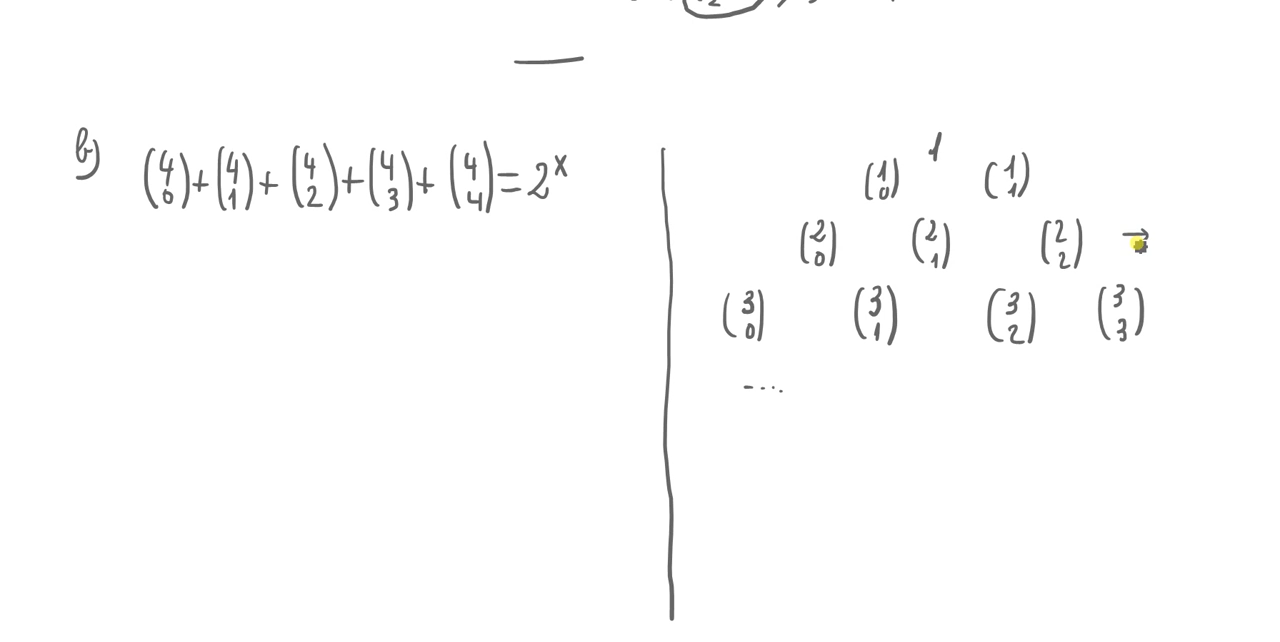 b) (4 0) + (4 1) + (4 2) + (4 3) + (4 4) = 2^x
1
(1 0) (1 1)
(2 0) (2 1) (2 2) →
(3 0) (3 1) (3 2) (3 3)
....